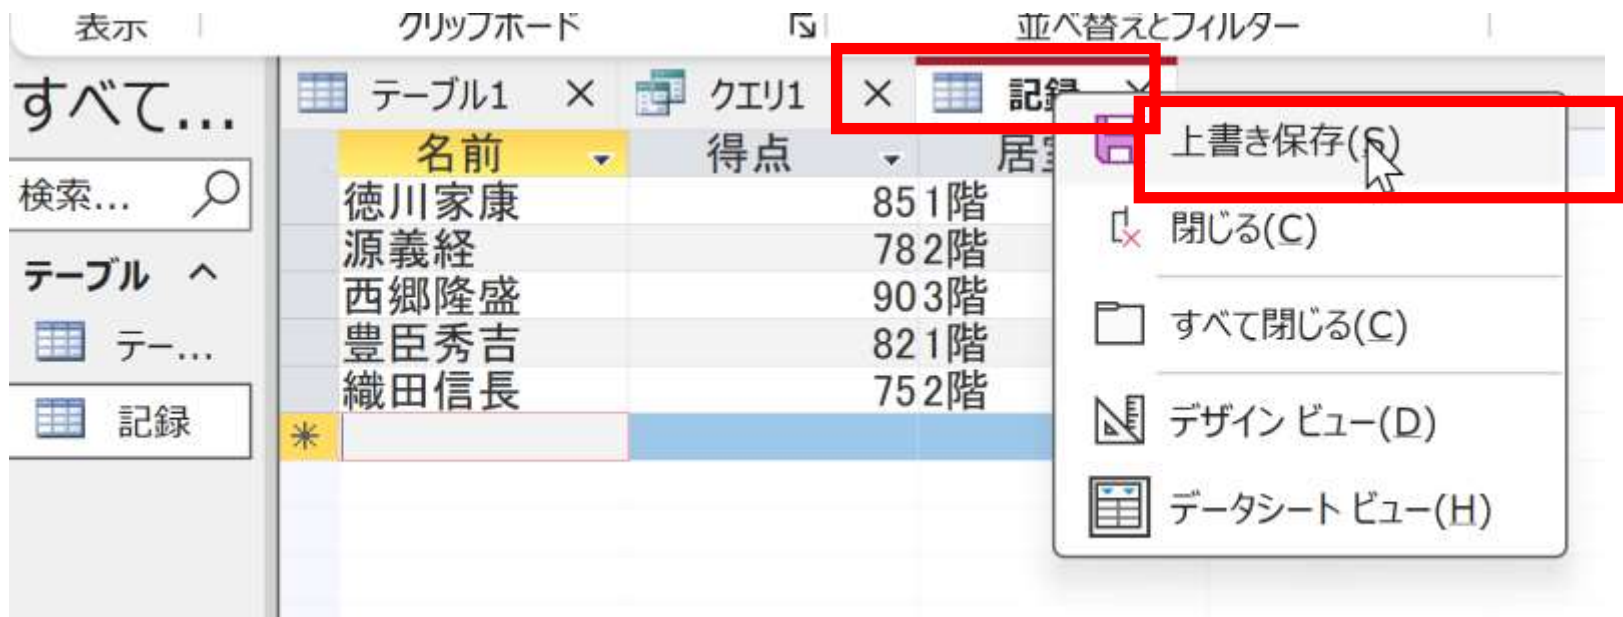 表示 クリップボード 並べ替えとフィルター
すべて...
テーブル1 クエリ1 記録
検索...
名前 得点
徳川家康 85 1階
源義経 78 2階
西郷隆盛 90 3階
豊臣秀吉 82 1階
織田信長 75 2階
テーブル
テー...
記録
上書き保存(S)
閉じる(C)
すべて閉じる(C)
デザイン ビュー(D)
データシート ビュー(H)